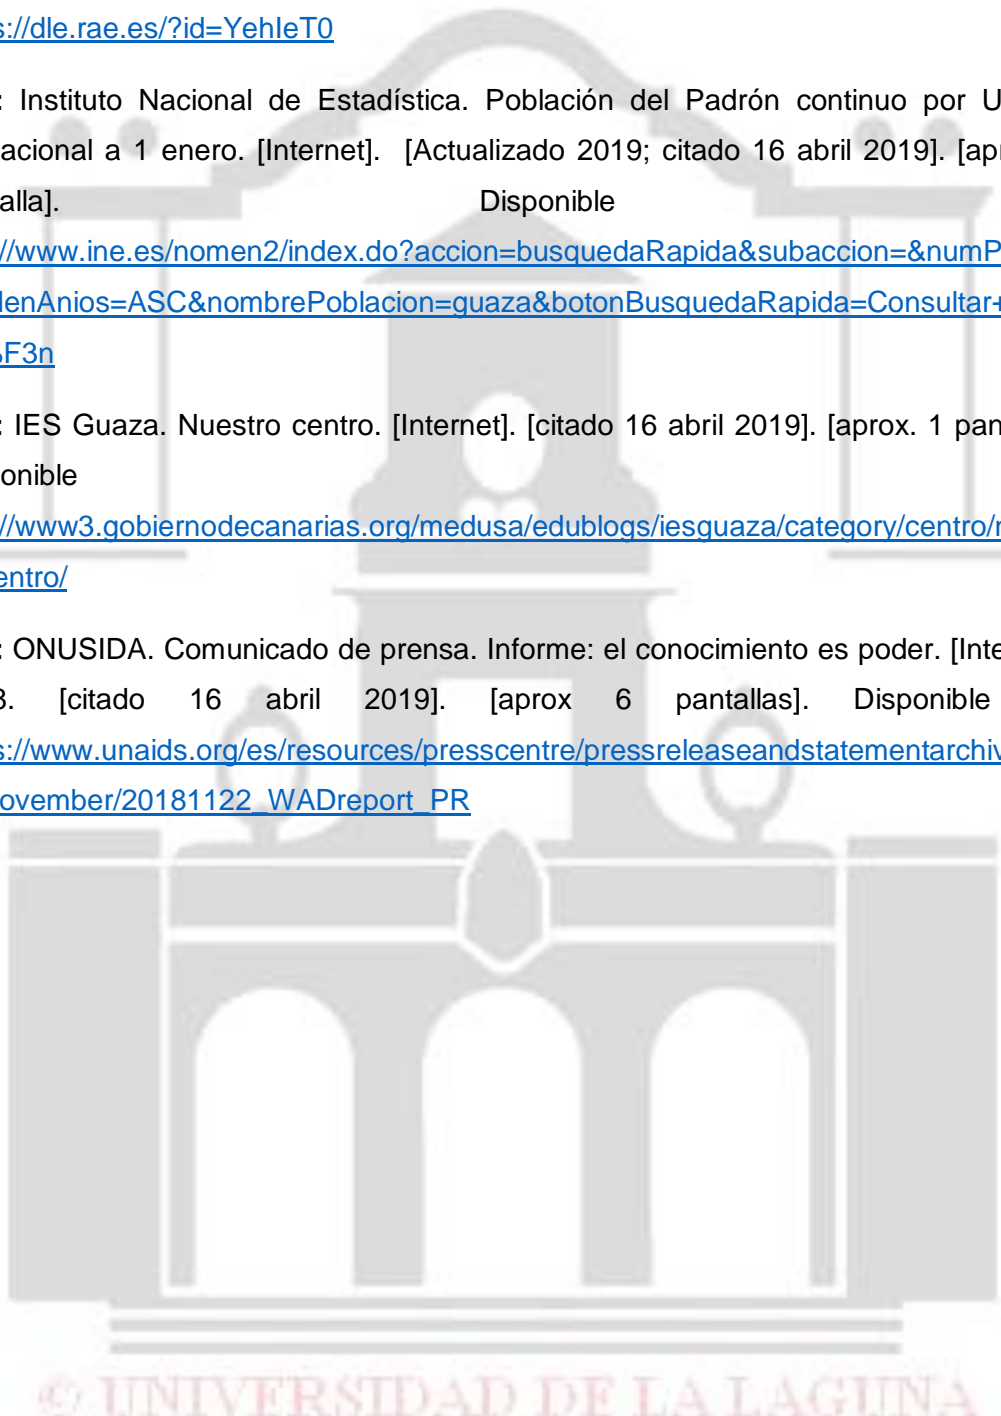 s://dle.rae.es/?id=YehIeT0
: Instituto Nacional de Estadística. Población del Padrón continuo por U
acional a 1 enero. [Internet]. [Actualizado 2019; citado 16 abril 2019]. [apr
alla]. Disponible
://www.ine.es/nomen2/index.do?accion=busquedaRapida&subaccion=&numP
denAnios=ASC&nombrePoblacion=guaza&botonBusquedaRapida=Consultar+
%F3n
: IES Guaza. Nuestro centro. [Internet]. [citado 16 abril 2019]. [aprox. 1 pan
onible
://www3.gobiernodecanarias.org/medusa/edublogs/iesguaza/category/centro/n
entro/
: ONUSIDA. Comunicado de prensa. Informe: el conocimiento es poder. [Inte
8. [citado 16 abril 2019]. [aprox 6 pantallas]. Disponible
s://www.unaids.org/es/resources/presscentre/pressreleaseandstatementarchiv
ovember/20181122_WADreport_PR
© UNIVERSIDAD DE LA LAGUNA